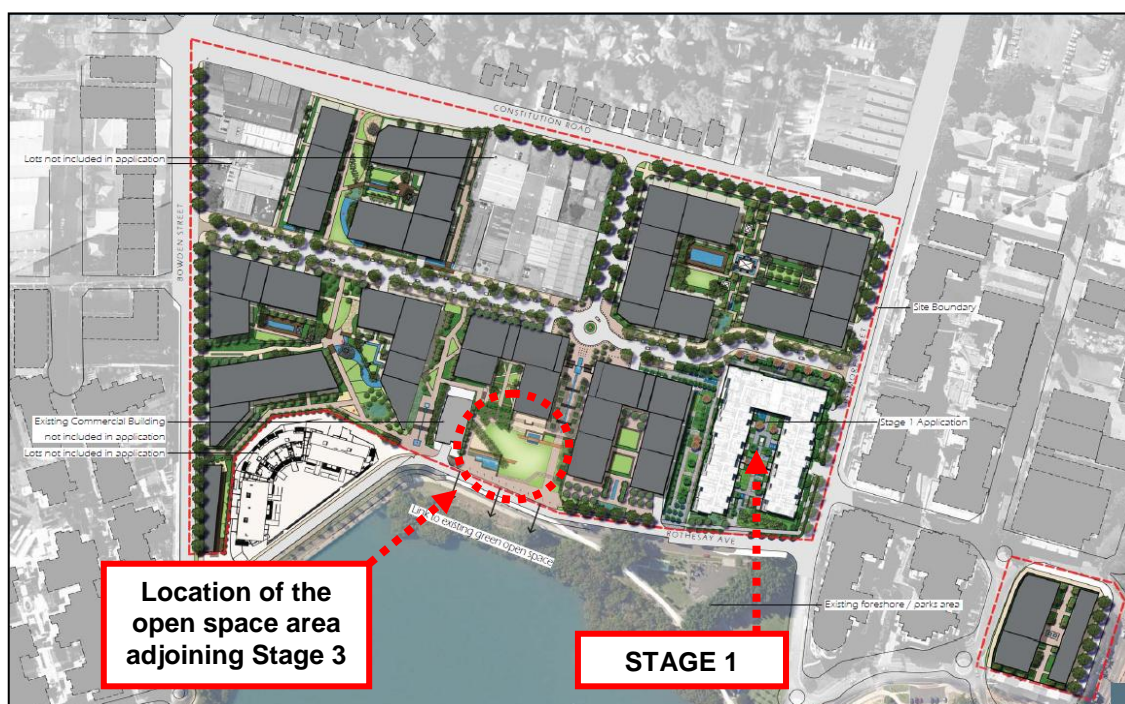 CONSTITUTION ROAD
Lots not included in application
BOWDEN STREET
Site Boundary
Existing Commercial Building
not included in application
Lots not included in application
Stage 1 Application
Link to existing green open space
ROTHESAY AVE
Existing foreshore / parks area
Location of the
open space area
adjoining Stage 3
STAGE 1